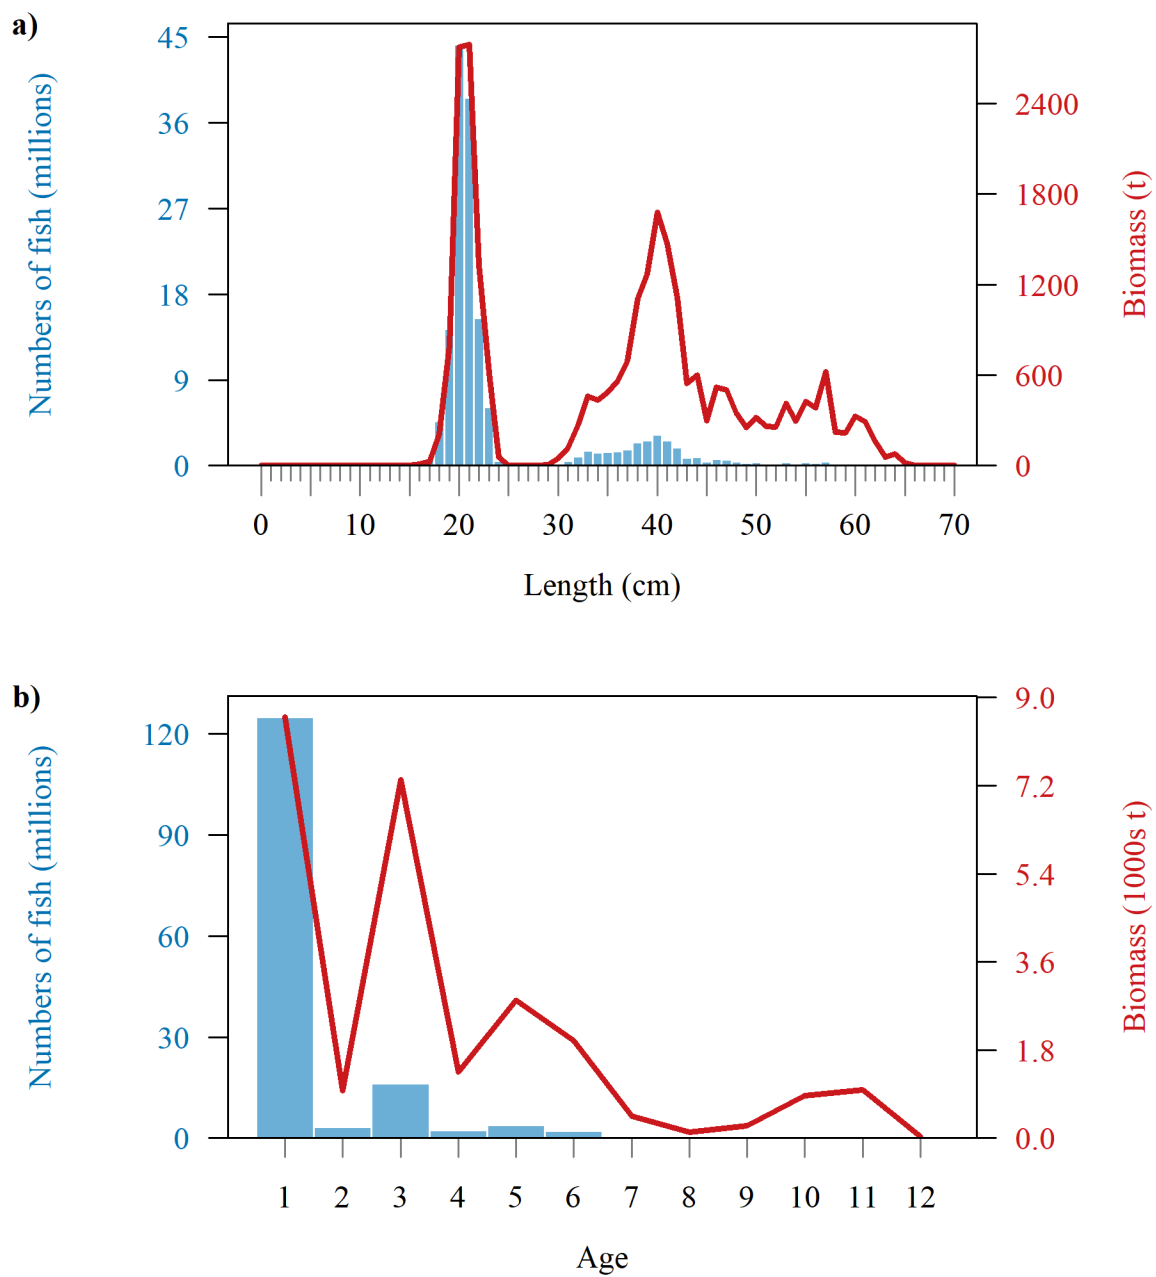 a)
Numbers of fish (millions)
45
36
27
18
9
0
2400
1800
1200
600
0
Biomass (t)
0 10 20 30 40 50 60 70
Length (cm)
b)
Numbers of fish (millions)
120
90
60
30
0
9.0
7.2
5.4
3.6
1.8
0.0
Biomass (1000s t)
1 2 3 4 5 6 7 8 9 10 11 12
Age